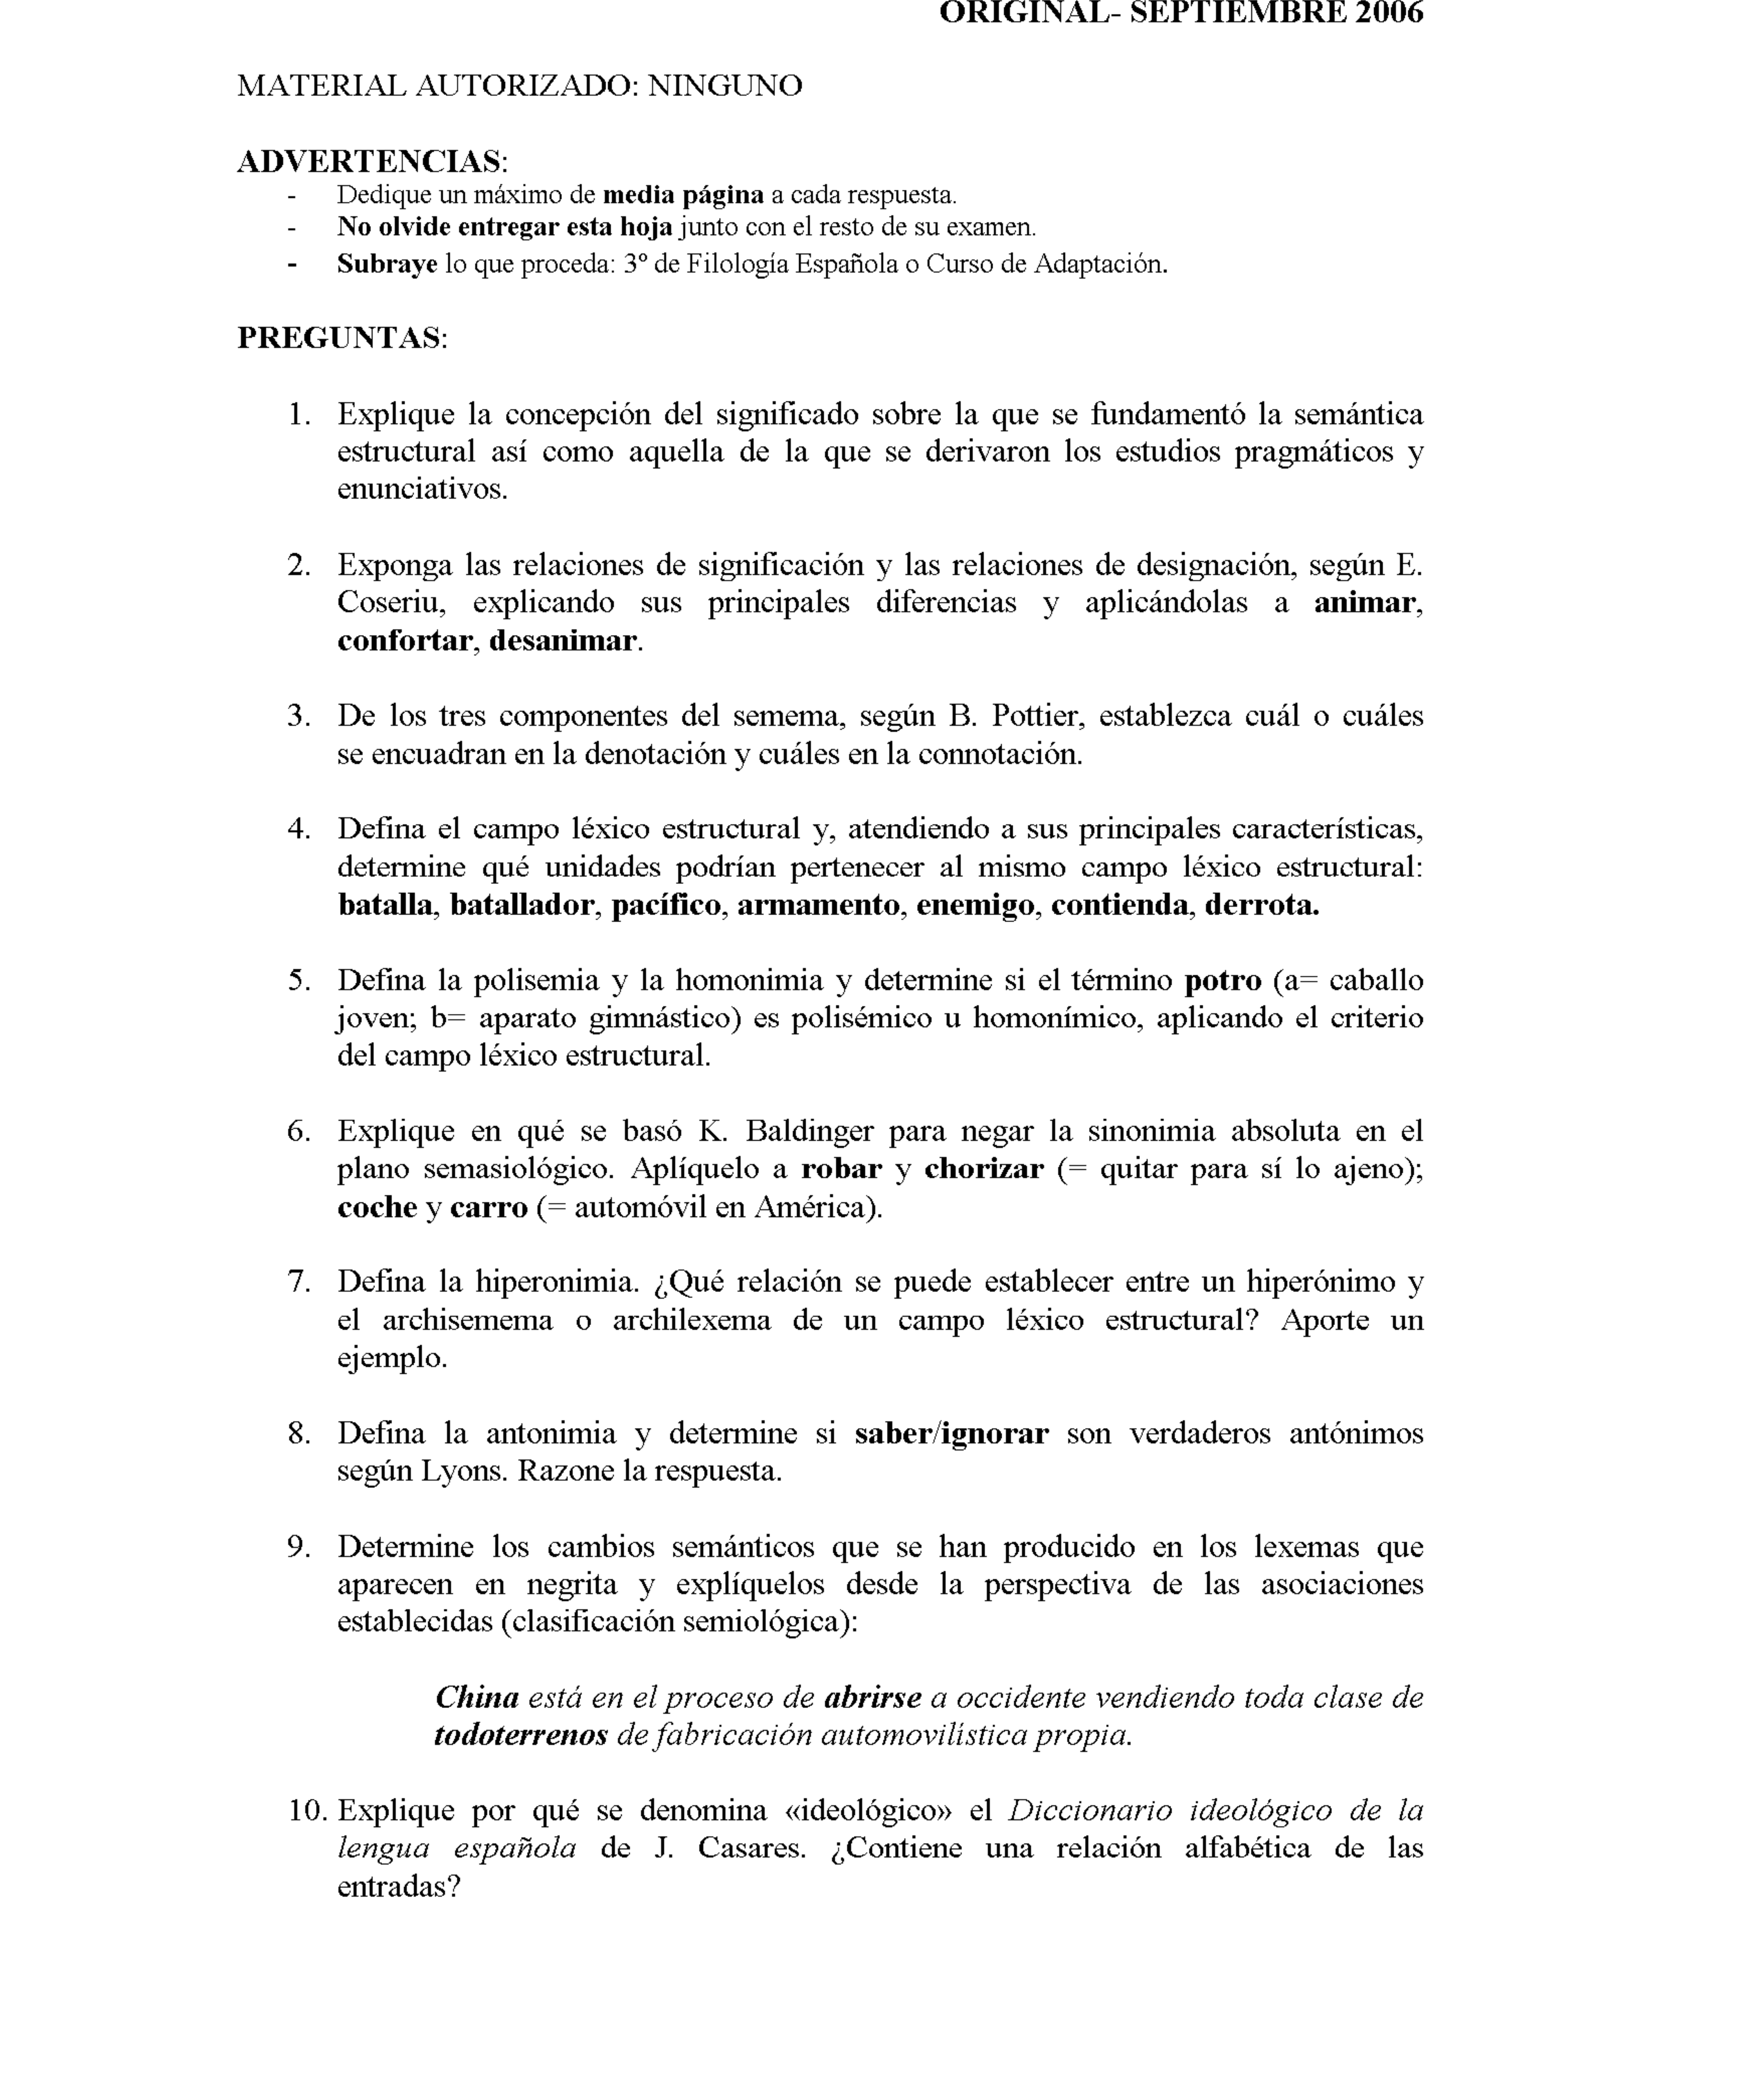 ORIGINAL- SEPTIEMBRE 2006
MATERIAL AUTORIZADO: NINGUNO
ADVERTENCIAS:
- Dedique un máximo de media página a cada respuesta.
- No olvide entregar esta hoja junto con el resto de su examen.
- Subraye lo que proceda: 3º de Filología Española o Curso de Adaptación.
PREGUNTAS:
1. Explique la concepción del significado sobre la que se fundamentó la semántica
estructural así como aquella de la que se derivaron los estudios pragmáticos y
enunciativos.
2. Exponga las relaciones de significación y las relaciones de designación, según E.
Coseriu, explicando sus principales diferencias y aplicándolas a animar,
confortar, desanimar.
3. De los tres componentes del semema, según B. Pottier, establezca cuál o cuáles
se encuadran en la denotación y cuáles en la connotación.
4. Defina el campo léxico estructural y, atendiendo a sus principales características,
determine qué unidades podrían pertenecer al mismo campo léxico estructural:
batalla, batallador, pacífico, armamento, enemigo, contienda, derrota.
5. Defina la polisemia y la homonimia y determine si el término potro (a= caballo
joven; b= aparato gimnástico) es polisémico u homonímico, aplicando el criterio
del campo léxico estructural.
6. Explique en qué se basó K. Baldinger para negar la sinonimia absoluta en el
plano semasiológico. Aplíquelo a robar y chorizar (= quitar para sí lo ajeno);
coche y carro (= automóvil en América).
7. Defina la hiperonimia. ¿Qué relación se puede establecer entre un hiperónimo y
el archisemema o archilexema de un campo léxico estructural? Aporte un
ejemplo.
8. Defina la antonimia y determine si saber/ignorar son verdaderos antónimos
según Lyons. Razone la respuesta.
9. Determine los cambios semánticos que se han producido en los lexemas que
aparecen en negrita y explíquelos desde la perspectiva de las asociaciones
establecidas (clasificación semiológica):
China está en el proceso de abrirse a occidente vendiendo toda clase de
todoterrenos de fabricación automovilística propia.
10. Explique por qué se denomina «ideológico» el Diccionario ideológico de la
lengua española de J. Casares. ¿Contiene una relación alfabética de las
entradas?